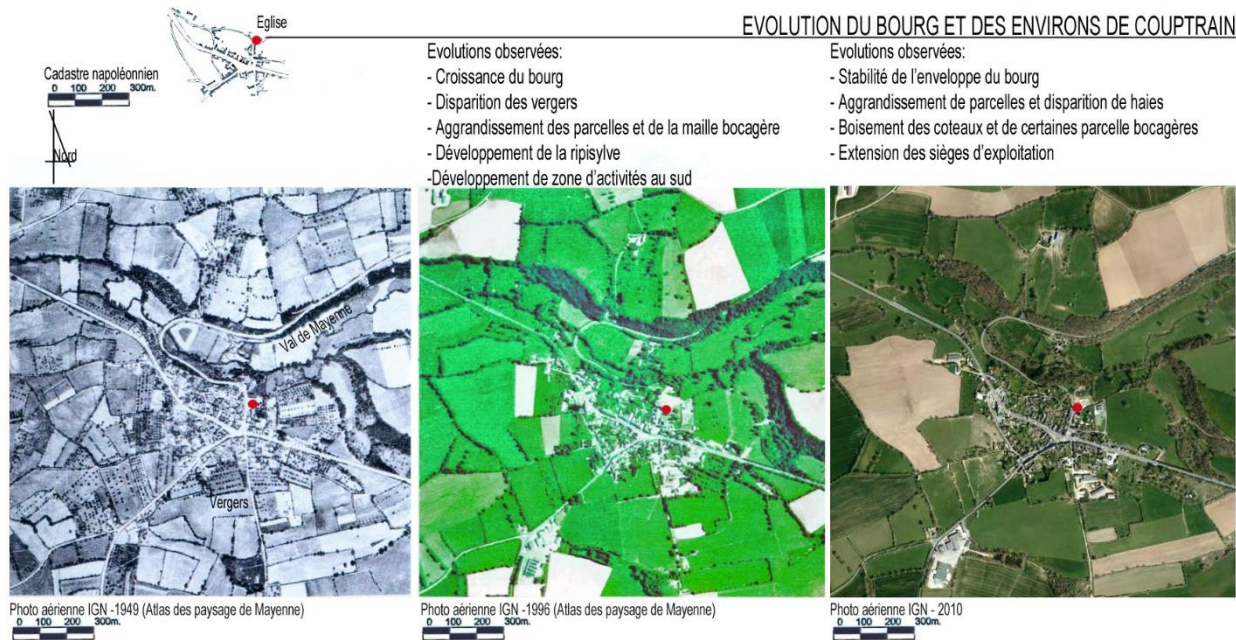 EVOLUTION DU BOURG ET DES ENVIRONS DE COUPTRAIN
Eglise
Cadastre napoléonnien
0 100 200 300m.
Nord
Evolutions observées:
- Croissance du bourg
- Disparition des vergers
- Aggrandissement des parcelles et de la maille bocagère
- Développement de la ripisylve
-Développement de zone d'activités au sud
Evolutions observées:
- Stabilité de l'enveloppe du bourg
- Aggrandissement de parcelles et disparition de haies
- Boisement des coteaux et de certaines parcelle bocagères
- Extension des sièges d'exploitation
Val de Mayenne
Vergers
Photo aérienne IGN -1949 (Atlas des paysage de Mayenne)
0 100 200 300m.
Photo aérienne IGN -1996 (Atlas des paysage de Mayenne)
0 100 200 300m.
Photo aérienne IGN - 2010
0 100 200 300m.